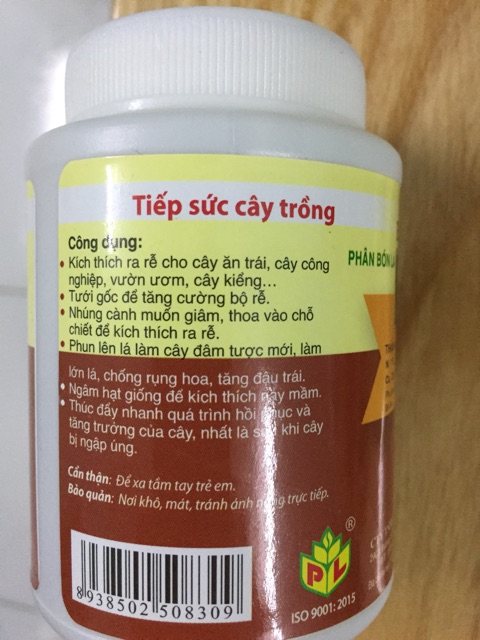 Tiếp sức cây trồng
Công dụng:
• Kích thích ra rễ cho cây ăn trái, cây công
nghiệp, vườn ươm, cây kiểng...
• Tưới gốc để tăng cường bộ rễ.
• Nhúng cành muốn giâm, thoa vào chỗ
chiết để kích thích ra rễ.
• Phun lên lá làm cây đâm tược mới, làm
lớn lá, chống rụng hoa, tăng đậu trái.
• Ngâm hạt giống để kích thích nảy mầm.
• Thúc đẩy nhanh quá trình hồi phục và
tăng trưởng của cây, nhất là sau khi cây
bị ngập úng.
Cẩn thận: Để xa tầm tay trẻ em.
Bảo quản: Nơi khô, mát, tránh ánh nắng trực tiếp.
8 938502 508309
PL ®
ISO 9001: 2015
PHÂN BÓN